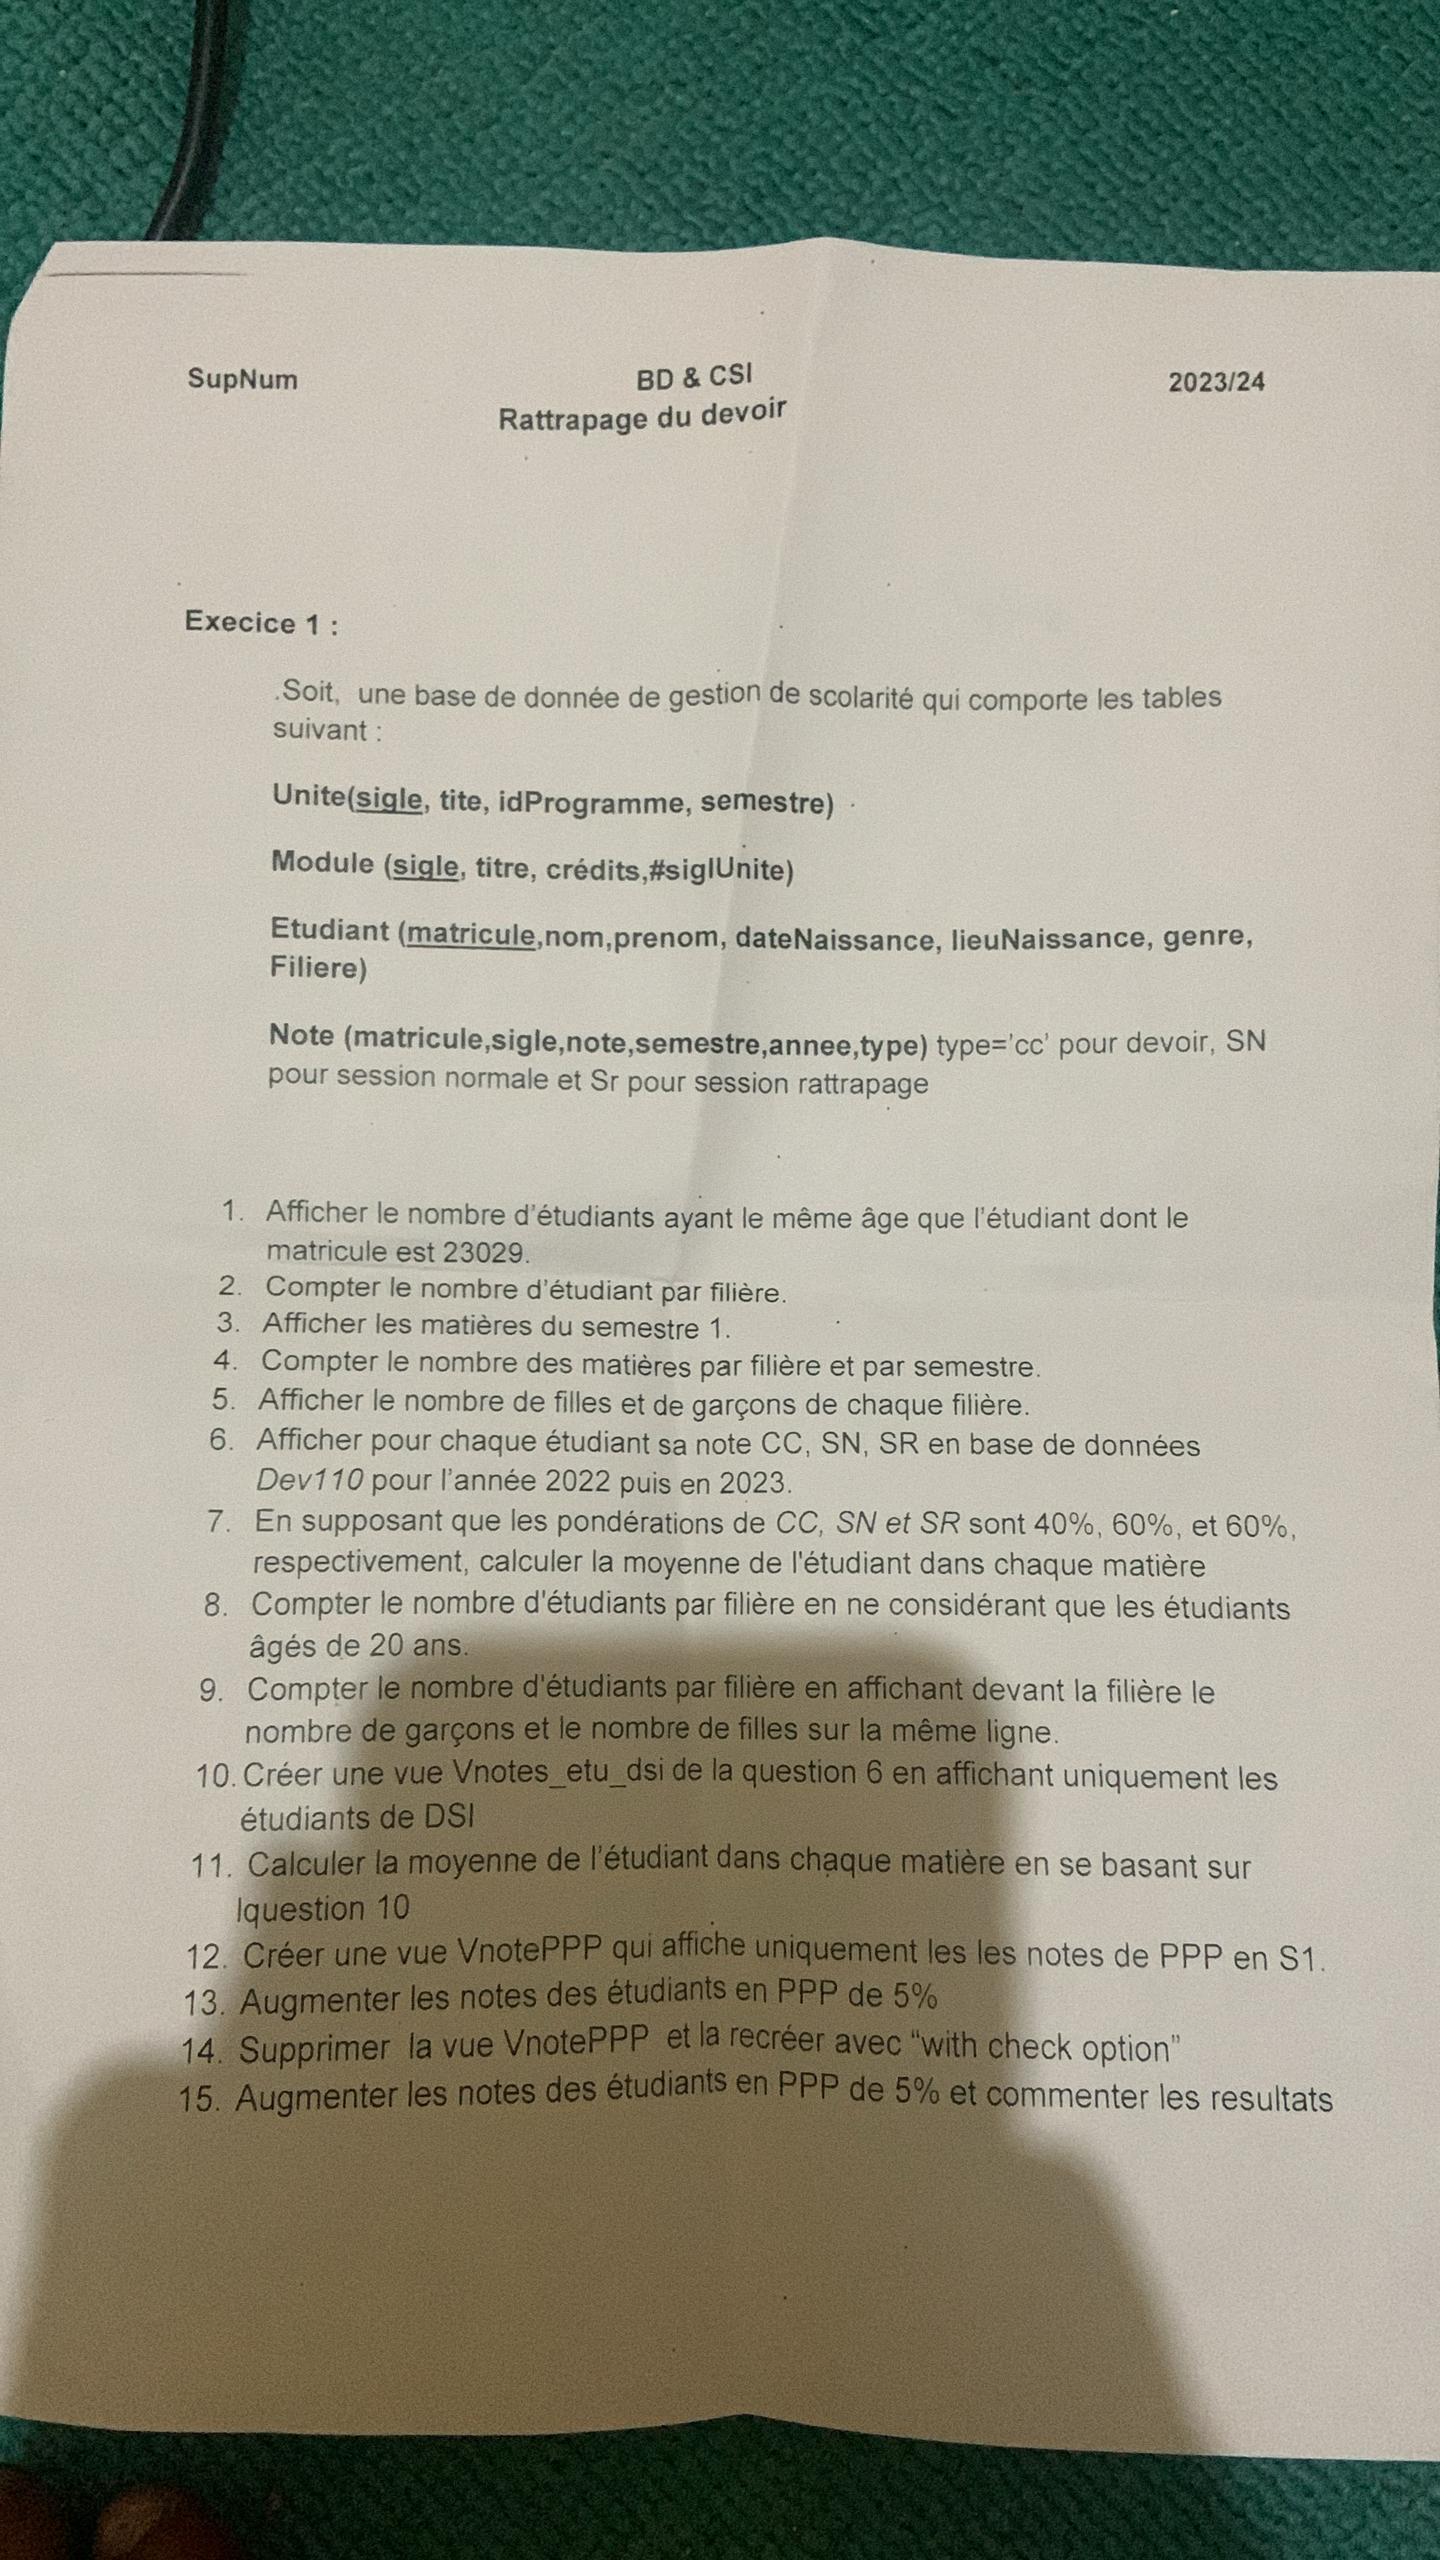 SupNum BD & CSI 2023/24
Rattrapage du devoir
Execice 1 :
.Soit, une base de donnée de gestion de scolarité qui comporte les tables
suivant :
Unite(sigle, tite, idProgramme, semestre)
Module (sigle, titre, crédits,#siglUnite)
Etudiant (matricule,nom,prenom, dateNaissance, lieuNaissance, genre,
Filiere)
Note (matricule,sigle,note,semestre,annee,type) type='cc' pour devoir, SN
pour session normale et Sr pour session rattrapage
1. Afficher le nombre d'étudiants ayant le même âge que l'étudiant dont le
matricule est 23029.
2. Compter le nombre d'étudiant par filière.
3. Afficher les matières du semestre 1.
4. Compter le nombre des matières par filière et par semestre.
5. Afficher le nombre de filles et de garçons de chaque filière.
6. Afficher pour chaque étudiant sa note CC, SN, SR en base de données
Dev110 pour l'année 2022 puis en 2023.
7. En supposant que les pondérations de CC, SN et SR sont 40%, 60%, et 60%,
respectivement, calculer la moyenne de l'étudiant dans chaque matière
8. Compter le nombre d'étudiants par filière en ne considérant que les étudiants
âgés de 20 ans.
9. Compter le nombre d'étudiants par filière en affichant devant la filière le
nombre de garçons et le nombre de filles sur la même ligne.
10. Créer une vue Vnotes_etu_dsi de la question 6 en affichant uniquement les
étudiants de DSI
11. Calculer la moyenne de l'étudiant dans chaque matière en se basant sur
lquestion 10
12. Créer une vue VnotePPP qui affiche uniquement les les notes de PPP en S1.
13. Augmenter les notes des étudiants en PPP de 5%
14. Supprimer la vue VnotePPP et la recréer avec “with check option”
15. Augmenter les notes des étudiants en PPP de 5% et commenter les resultats